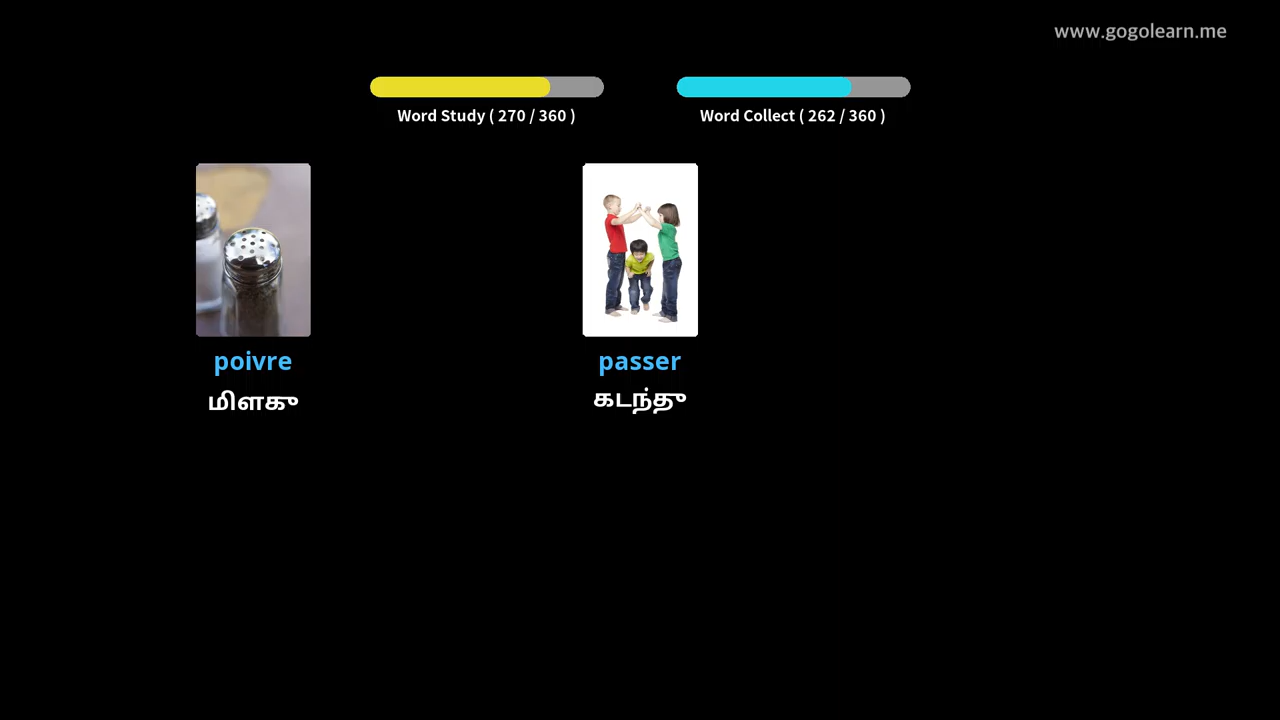 www.gogolearn.me
Word Study ( 270 / 360 )
Word Collect ( 262 / 360 )
poivre
மிளகு
passer
கடந்து